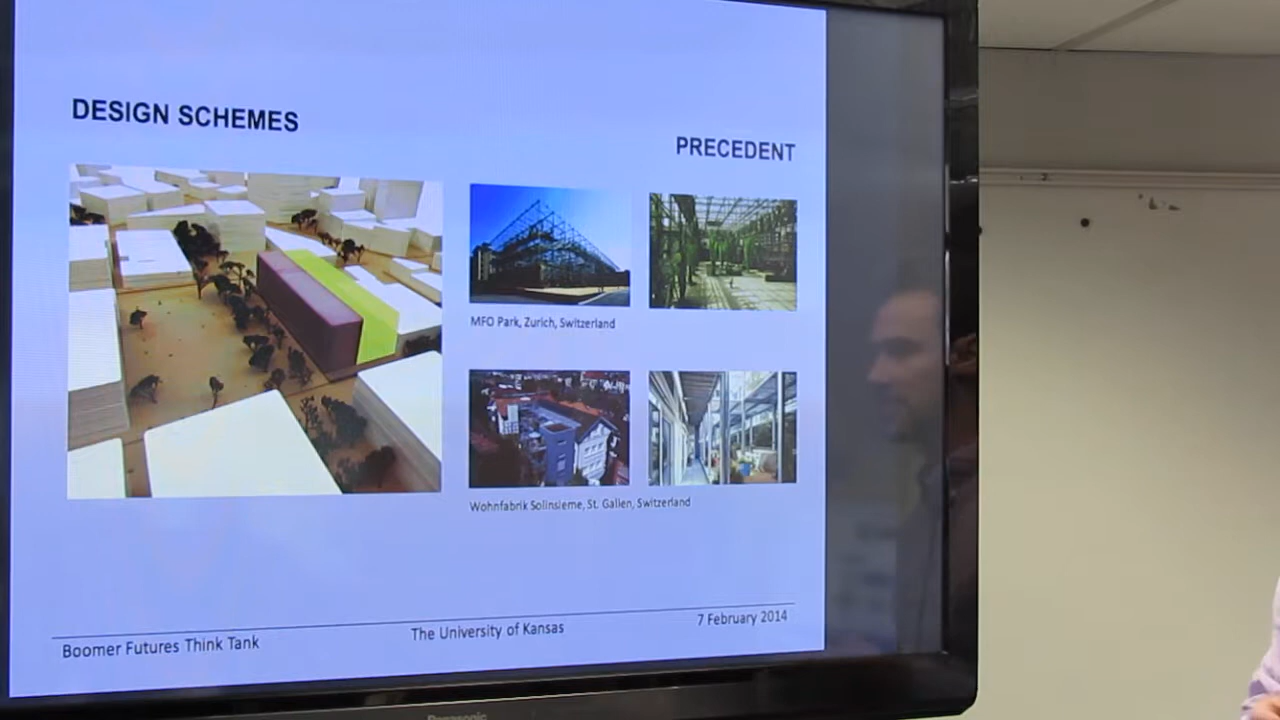 DESIGN SCHEMES
PRECEDENT
MFO Park, Zurich, Switzerland
Wohnfabrik Solinsieme, St. Gallen, Switzerland
Boomer Futures Think Tank
The University of Kansas
7 February 2014
Panasonic